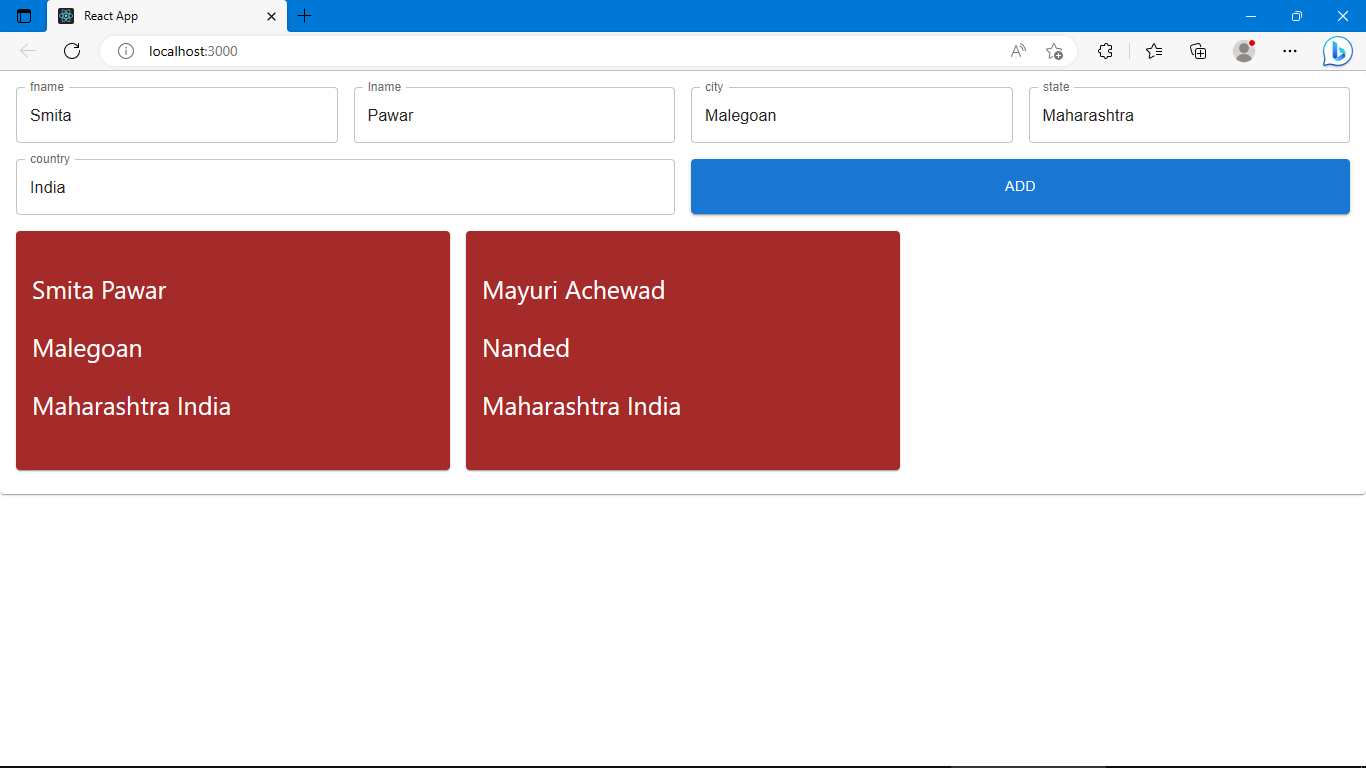 React App
localhost:3000
fname
lname
city
state
Smita
Pawar
Malegoan
Maharashtra
country
India
ADD
Smita Pawar
Mayuri Achewad
Malegoan
Nanded
Maharashtra India
Maharashtra India